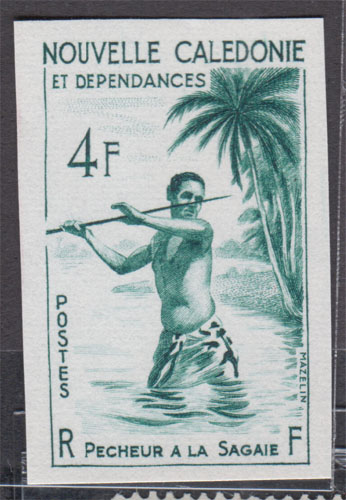 NOUVELLE CALEDONIE
ET DEPENDANCES
4F
POSTES
MAZELIN
R PECHEUR A LA SAGAIE F